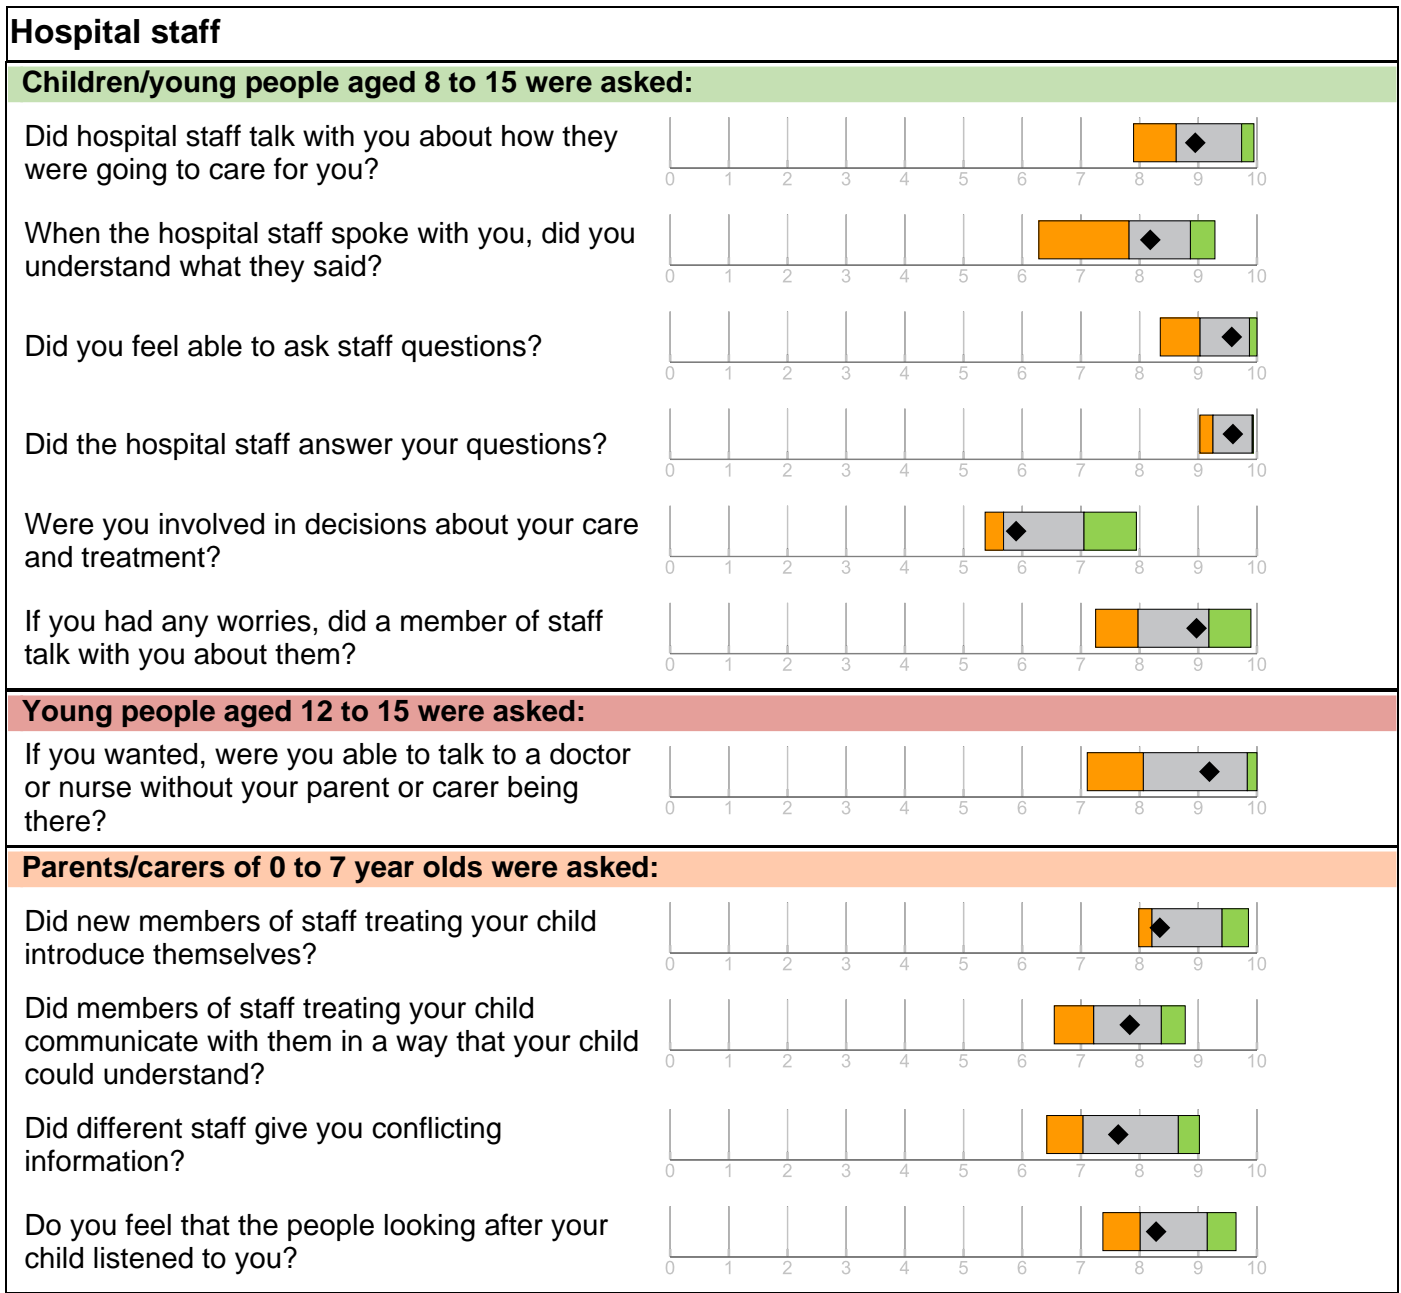 Hospital staff
Children/young people aged 8 to 15 were asked:
Did hospital staff talk with you about how they
were going to care for you?
0 1 2 3 4 5 6 7 8 9 10
When the hospital staff spoke with you, did you
understand what they said?
0 1 2 3 4 5 6 7 8 9 10
Did you feel able to ask staff questions?
0 1 2 3 4 5 6 7 8 9 10
Did the hospital staff answer your questions?
0 1 2 3 4 5 6 7 8 9 10
Were you involved in decisions about your care
and treatment?
0 1 2 3 4 5 6 7 8 9 10
If you had any worries, did a member of staff
talk with you about them?
0 1 2 3 4 5 6 7 8 9 10
Young people aged 12 to 15 were asked:
If you wanted, were you able to talk to a doctor
or nurse without your parent or carer being
there?
0 1 2 3 4 5 6 7 8 9 10
Parents/carers of 0 to 7 year olds were asked:
Did new members of staff treating your child
introduce themselves?
0 1 2 3 4 5 6 7 8 9 10
Did members of staff treating your child
communicate with them in a way that your child
could understand?
0 1 2 3 4 5 6 7 8 9 10
Did different staff give you conflicting
information?
0 1 2 3 4 5 6 7 8 9 10
Do you feel that the people looking after your
child listened to you?
0 1 2 3 4 5 6 7 8 9 10